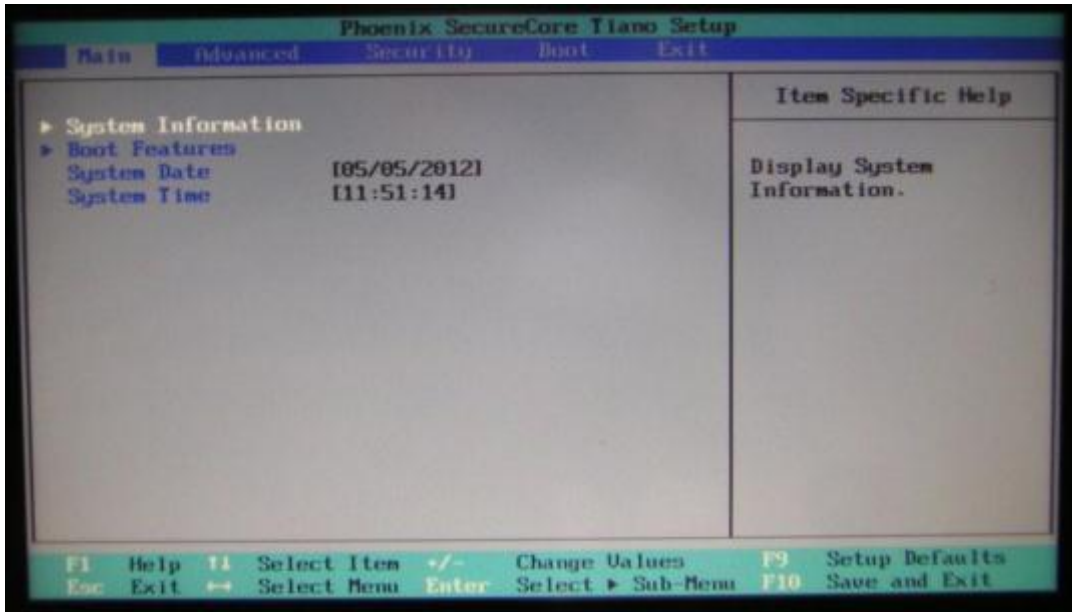 Phoenix SecureCore Tiano Setup
Main Advanced Security Boot Exit
Item Specific Help
► System Information
► Boot Features
System Date [05/05/2012]
System Time [11:51:14]
Display System
Information.
F1 Help ↑↓ Select Item +/- Change Values F9 Setup Defaults
Esc Exit ↔ Select Menu Enter Select ► Sub-Menu F10 Save and Exit